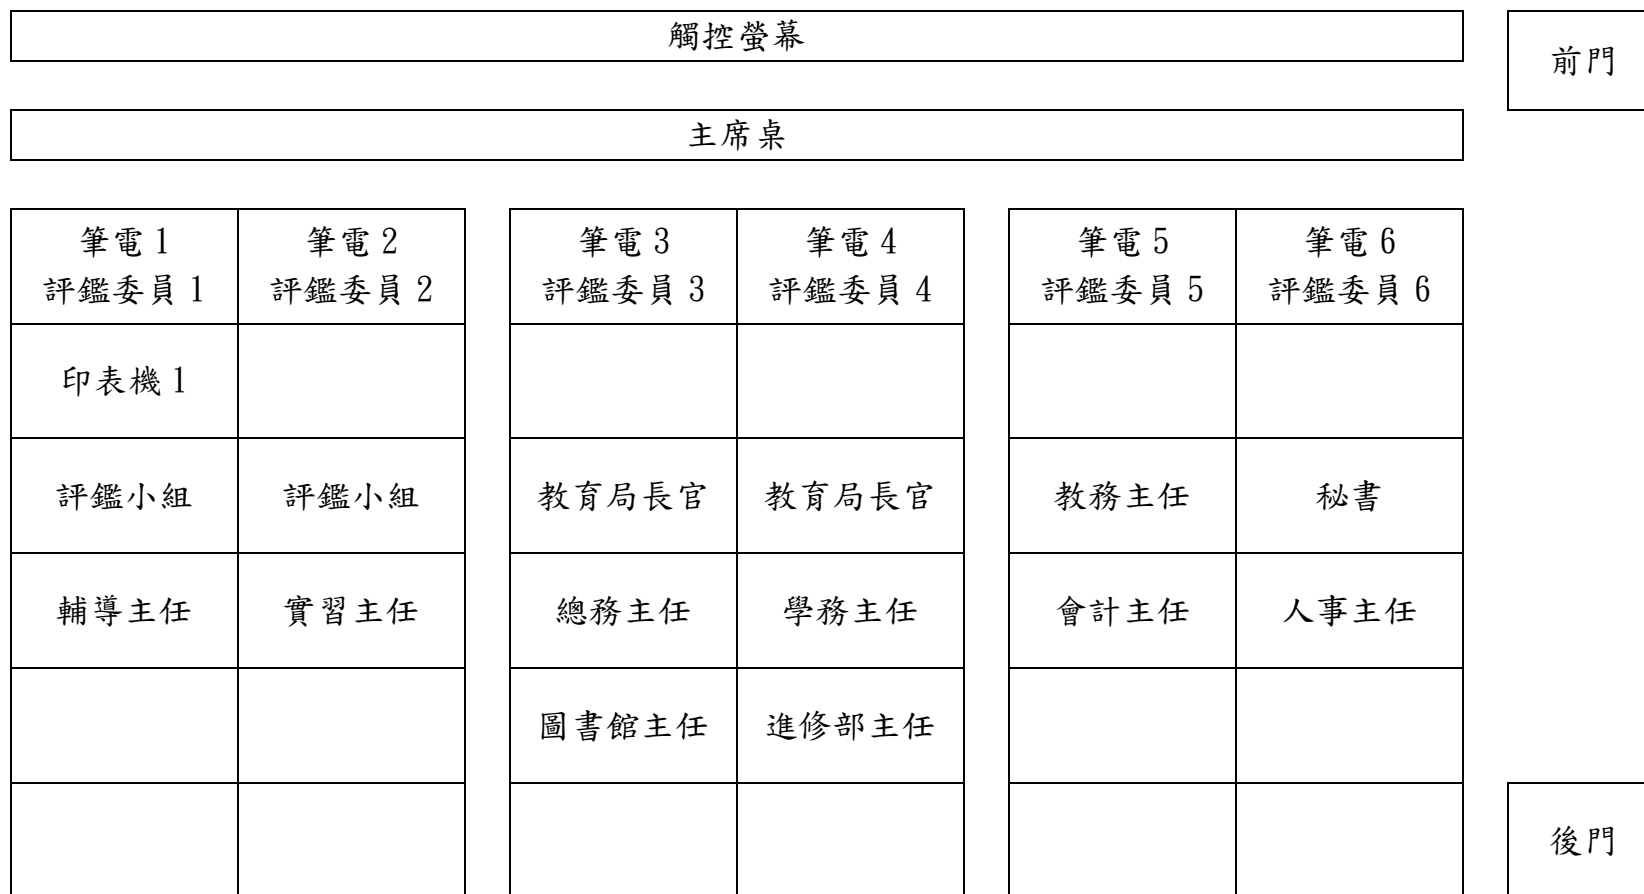 觸控螢幕
前門
主席桌
筆電 1
評鑑委員 1
筆電 2
評鑑委員 2
筆電 3
評鑑委員 3
筆電 4
評鑑委員 4
筆電 5
評鑑委員 5
筆電 6
評鑑委員 6
印表機 1
評鑑小組
評鑑小組
教育局長官
教育局長官
教務主任
秘書
輔導主任
實習主任
總務主任
學務主任
會計主任
人事主任
圖書館主任
進修部主任
後門